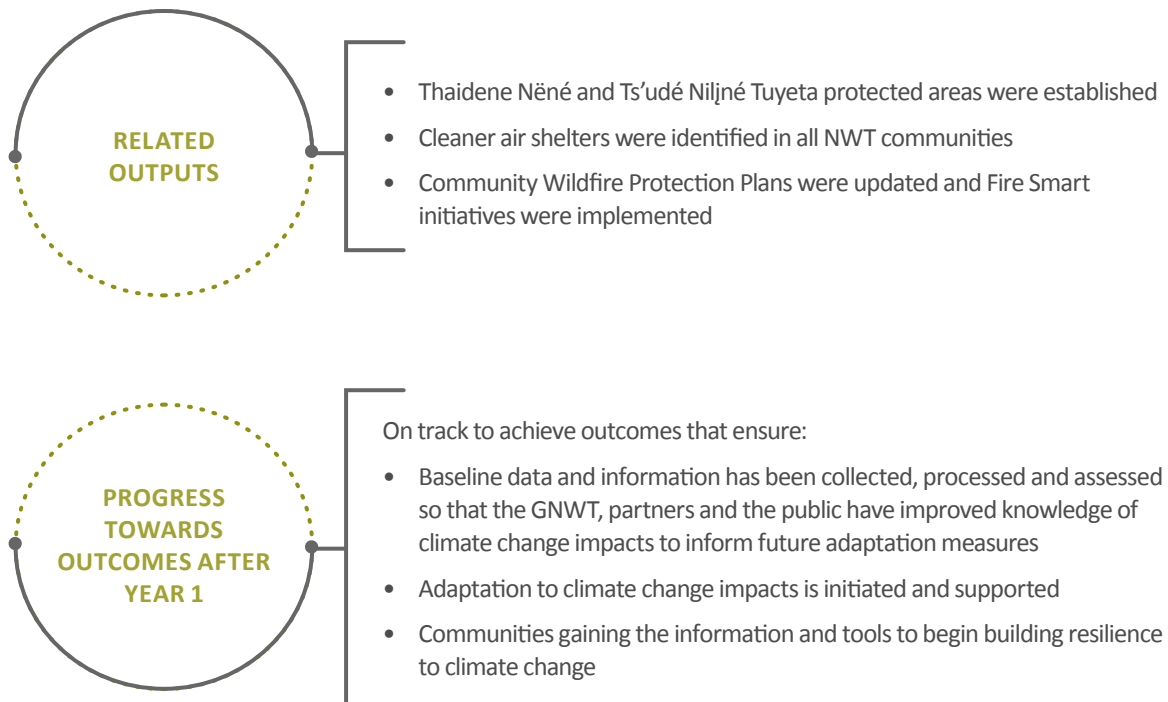 RELATED
OUTPUTS
• Thaidene Nëné and Ts’udé Nilįné Tuyeta protected areas were established
• Cleaner air shelters were identified in all NWT communities
• Community Wildfire Protection Plans were updated and Fire Smart
initiatives were implemented
PROGRESS
TOWARDS
OUTCOMES AFTER
YEAR 1
On track to achieve outcomes that ensure:
• Baseline data and information has been collected, processed and assessed
so that the GNWT, partners and the public have improved knowledge of
climate change impacts to inform future adaptation measures
• Adaptation to climate change impacts is initiated and supported
• Communities gaining the information and tools to begin building resilience
to climate change